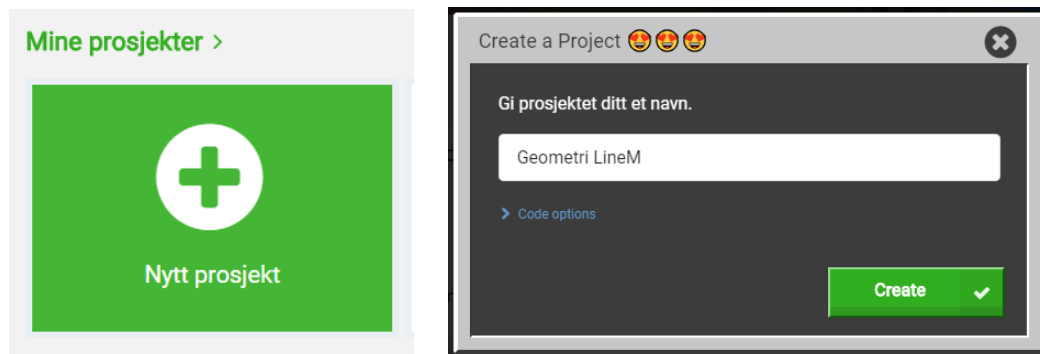 Mine prosjekter >
Nytt prosjekt
Create a Project 😍😍😍
Gi prosjektet ditt et navn.
Geometri LineM
> Code options
Create